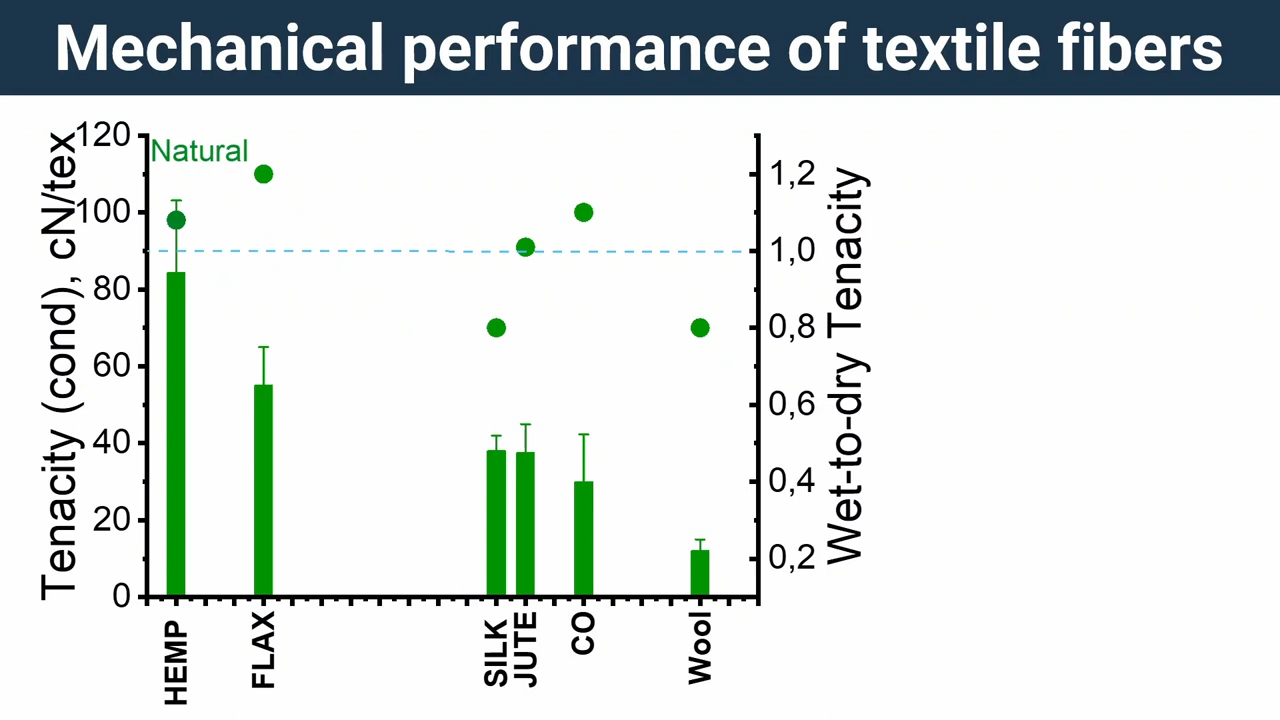 Mechanical performance of textile fibers
Natural
Tenacity (cond), cN/tex
120
100
80
60
40
20
0
1,2
1,0
0,8
0,6
0,4
0,2
Wet-to-dry Tenacity
HEMP
FLAX
SILK
JUTE
CO
Wool